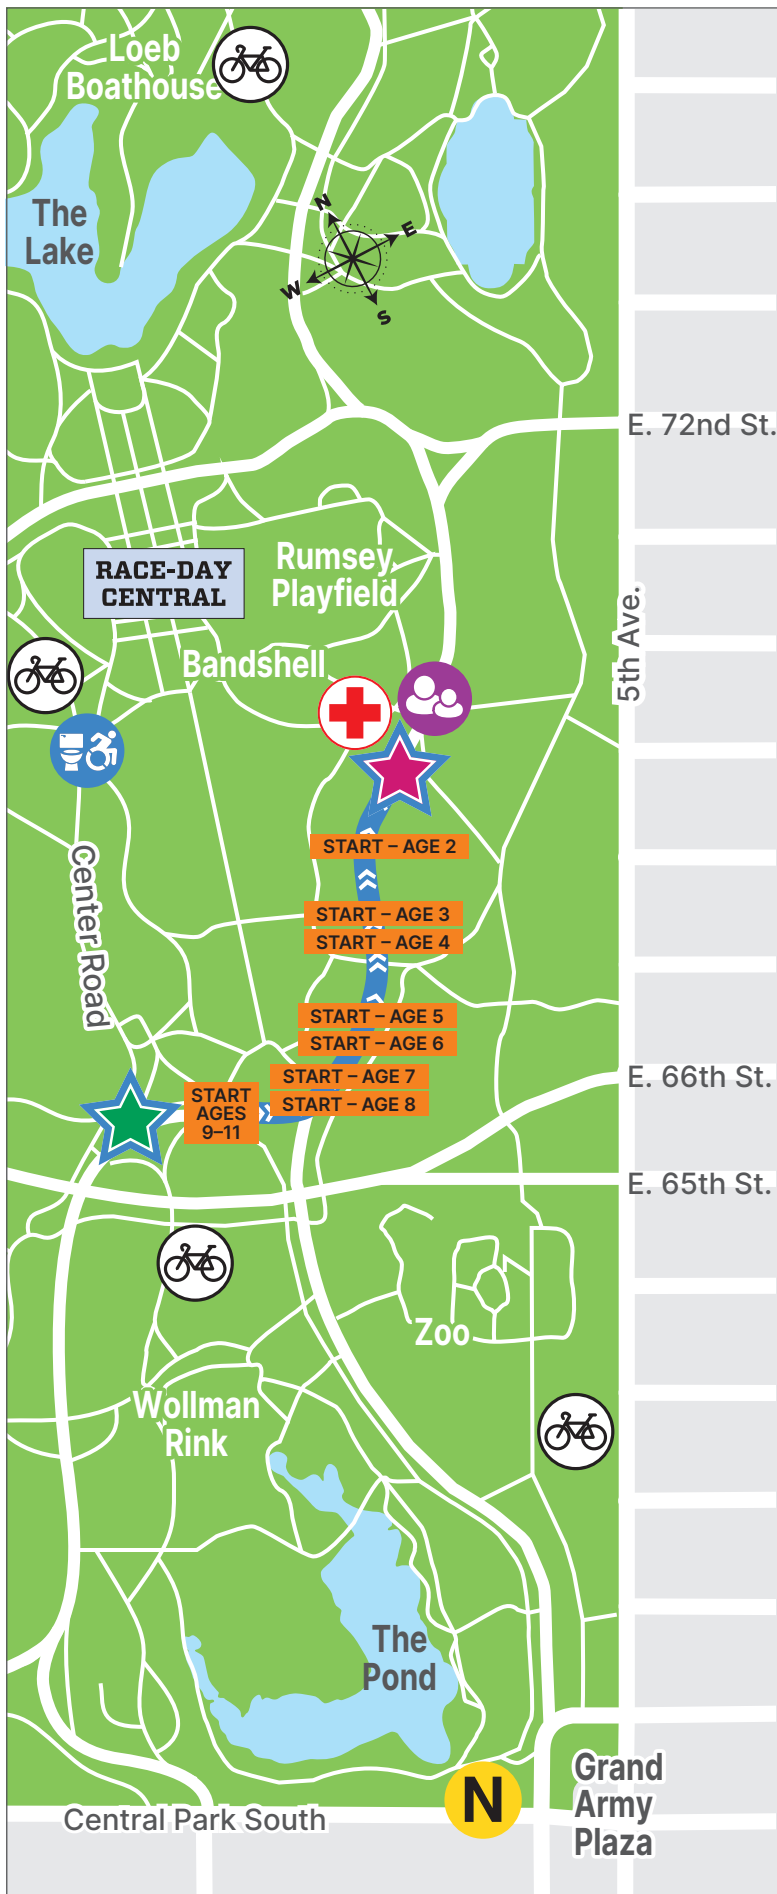 Loeb
Boathouse
The
Lake
N
E
W
S
E. 72nd St.
RACE-DAY
CENTRAL
Rumsey
Playfield
5th Ave.
Bandshell
START – AGE 2
Center Road
START – AGE 3
START – AGE 4
START – AGE 5
START – AGE 6
START – AGE 7
START – AGE 8
START
AGES
9–11
E. 66th St.
E. 65th St.
Zoo
Wollman
Rink
The
Pond
Grand
Army
Plaza
N
Central Park South